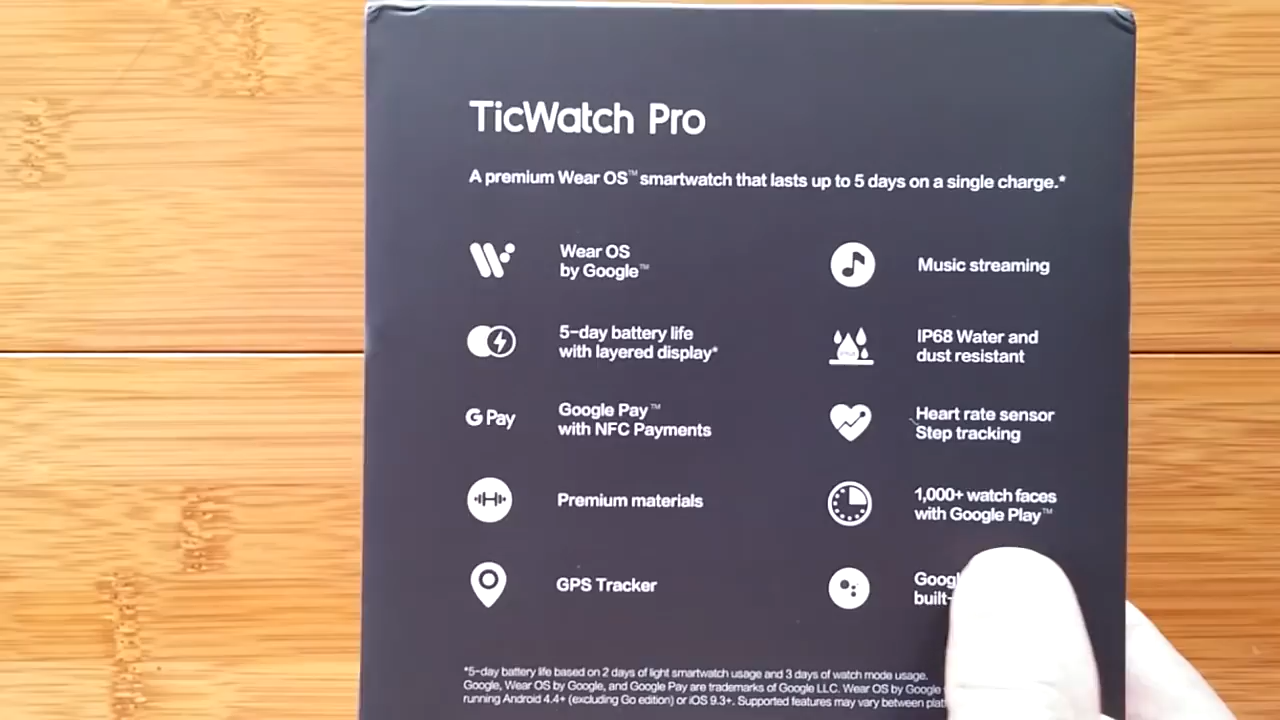 TicWatch Pro
A premium Wear OS™ smartwatch that lasts up to 5 days on a single charge.*
Wear OS
by Google™
5-day battery life
with layered display*
G Pay
Google Pay™
with NFC Payments
Premium materials
GPS Tracker
Music streaming
IP68 Water and
dust resistant
Heart rate sensor
Step tracking
1,000+ watch faces
with Google Play™
*5-day battery life based on 2 days of light smartwatch usage and 3 days of watch mode usage.
Google, Wear OS by Google, and Google Pay are trademarks of Google LLC. Wear OS by Google
running Android 4.4+ (excluding Go edition) or iOS 9.3+. Supported features may vary between